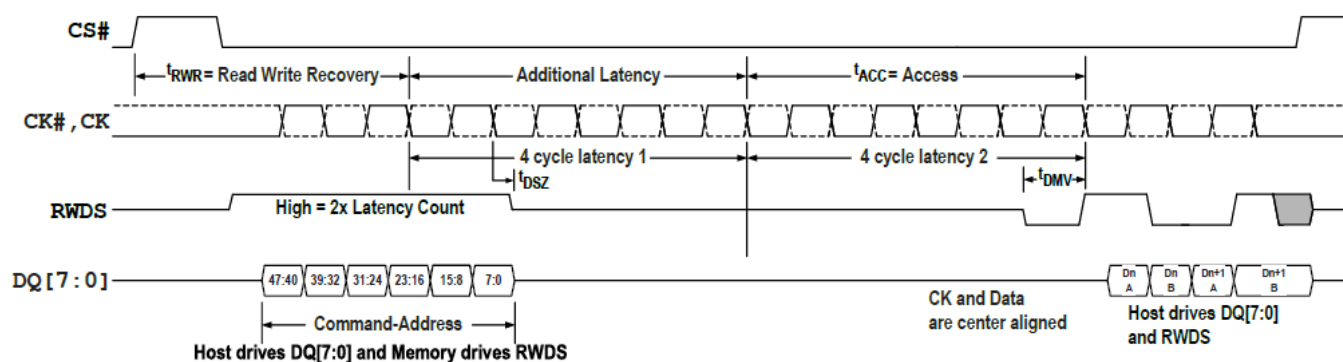 CS#
tRWR= Read Write Recovery
Additional Latency
tACC= Access
CK#,CK
4 cycle latency 1
4 cycle latency 2
tDSZ
tDMV
RWDS
High = 2x Latency Count
DQ[7:0]
47:40 39:32 31:24 23:16 15:8 7:0
Dn A
Dn B
Dn+1 A
Dn+1 B
CK and Data
are center aligned
Command-Address
Host drives DQ[7:0]
and RWDS
Host drives DQ[7:0] and Memory drives RWDS